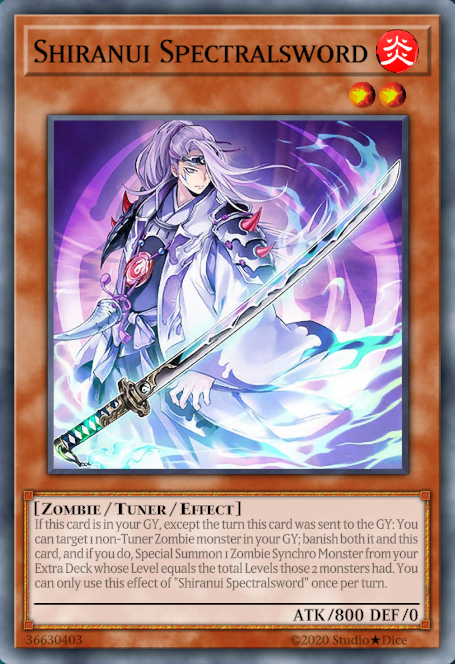 Shiranui Spectralsword 炎
[Zombie / Tuner / Effect]
If this card is in your GY, except the turn this card was sent to the GY: You
can target 1 non-Tuner Zombie monster in your GY; banish both it and this
card, and if you do, Special Summon 1 Zombie Synchro Monster from your
Extra Deck whose Level equals the total Levels those 2 monsters had. You
can only use this effect of "Shiranui Spectralsword" once per turn.
ATK/800 DEF/0
36630403 ©2020 Studio★Dice